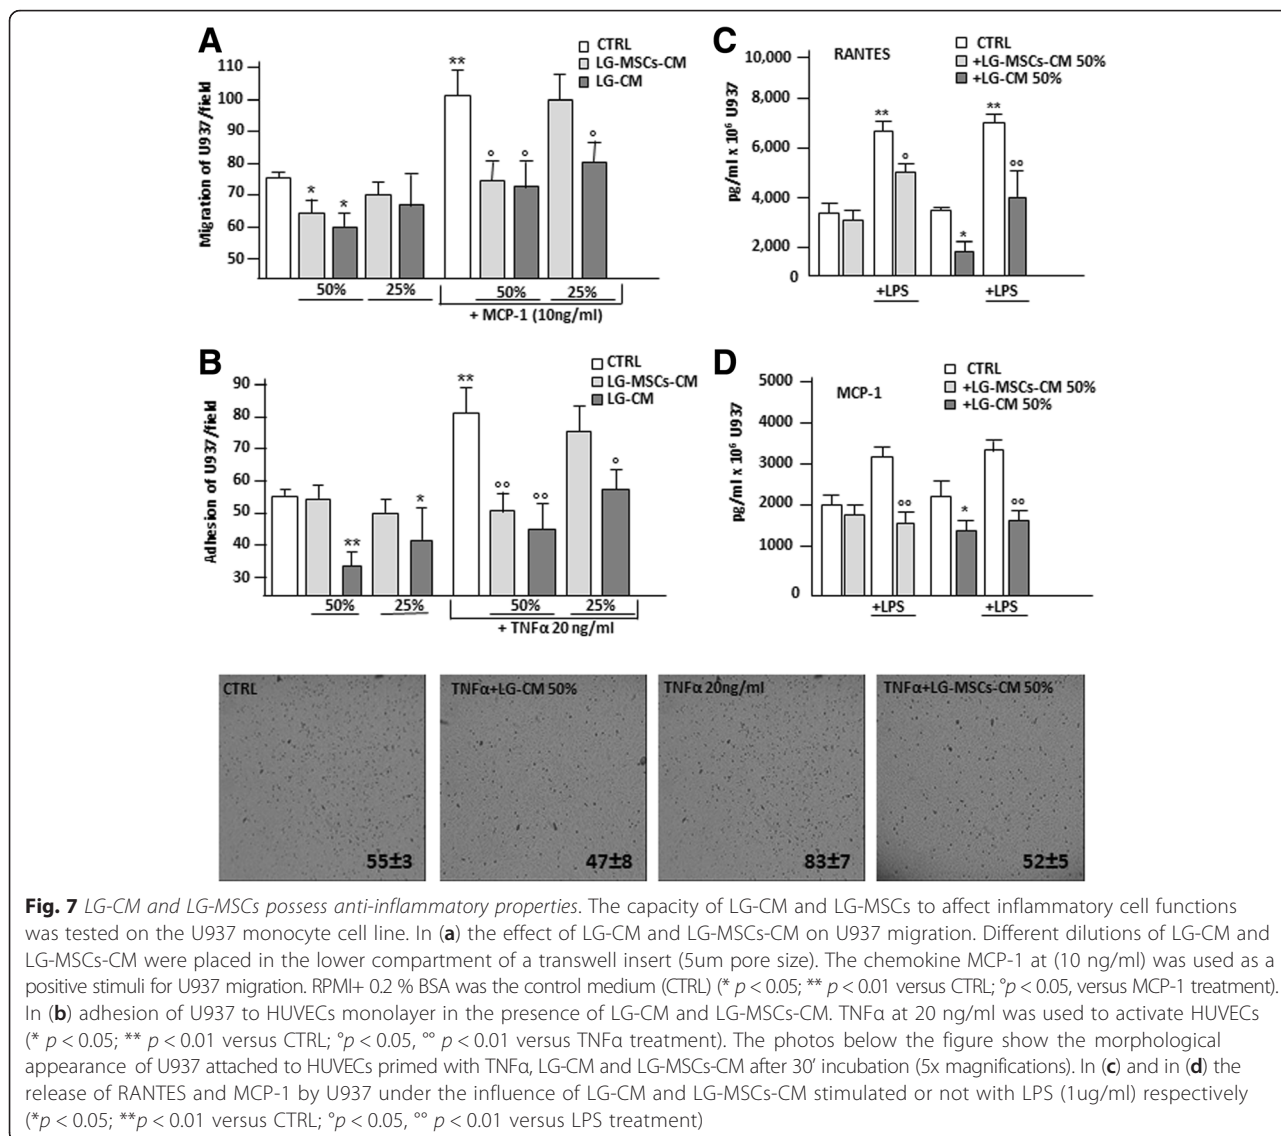 A
CTRL
LG-MSCs-CM
LG-CM
Migration of U937/field
110
100
90
80
70
60
50
**
*
*
°
°
°
50%
25%
50%
25%
+ MCP-1 (10ng/ml)
C
RANTES
CTRL
+LG-MSCs-CM 50%
+LG-CM 50%
pg/ml x 10⁶ U937
10,000
8,000
6,000
4,000
2,000
0
**
°
*
**
°°
+LPS
+LPS
B
CTRL
LG-MSCs-CM
LG-CM
Adhesion of U937/field
90
80
70
60
50
40
30
**
*
**
°°
°°
°
50%
25%
50%
25%
+ TNFα 20 ng/ml
D
MCP-1
CTRL
+LG-MSCs-CM 50%
+LG-CM 50%
pg/ml x 10⁶ U937
5000
4000
3000
2000
1000
0
°°
*
°°
+LPS
+LPS
CTRL
55±3
TNFα+LG-CM 50%
47±8
TNFα 20ng/ml
83±7
TNFα+LG-MSCs-CM 50%
52±5
Fig. 7 LG-CM and LG-MSCs possess anti-inflammatory properties. The capacity of LG-CM and LG-MSCs to affect inflammatory cell functions
was tested on the U937 monocyte cell line. In (a) the effect of LG-CM and LG-MSCs-CM on U937 migration. Different dilutions of LG-CM and
LG-MSCs-CM were placed in the lower compartment of a transwell insert (5um pore size). The chemokine MCP-1 at (10 ng/ml) was used as a
positive stimuli for U937 migration. RPMI+ 0.2 % BSA was the control medium (CTRL) (* p < 0.05; ** p < 0.01 versus CTRL; °p < 0.05, versus MCP-1 treatment).
In (b) adhesion of U937 to HUVECs monolayer in the presence of LG-CM and LG-MSCs-CM. TNFα at 20 ng/ml was used to activate HUVECs
(* p < 0.05; ** p < 0.01 versus CTRL; °p < 0.05, °° p < 0.01 versus TNFα treatment). The photos below the figure show the morphological
appearance of U937 attached to HUVECs primed with TNFα, LG-CM and LG-MSCs-CM after 30′ incubation (5x magnifications). In (c) and in (d) the
release of RANTES and MCP-1 by U937 under the influence of LG-CM and LG-MSCs-CM stimulated or not with LPS (1ug/ml) respectively
(*p < 0.05; **p < 0.01 versus CTRL; °p < 0.05, °° p < 0.01 versus LPS treatment)